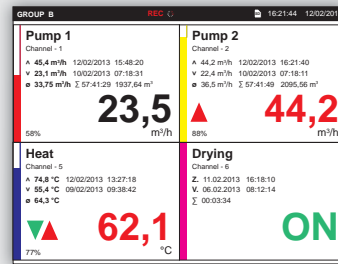 GROUP B REC 16:21:44 12/02/201
Pump 1
Channel - 1
ʌ 45,4 m³/h 12/02/2013 15:48:20
v 23,1 m³/h 10/02/2013 07:18:31
ø 33,75 m³/h ∑ 57:41:29 1937,64 m³
23,5
58% m³/h
Pump 2
Channel - 2
ʌ 44,2 m³/h 12/02/2013 16:21:40
v 22,4 m³/h 10/02/2013 07:18:11
ø 36,5 m³/h ∑ 57:41:49 2095,56 m³
44,2
88% m³/h
Heat
Channel - 5
ʌ 74,8 °C 12/02/2013 13:27:18
v 55,4 °C 09/02/2013 09:38:42
ø 64,3 °C
62,1
77% °C
Drying
Channel - 6
Z. 11.02.2013 16:18:10
V. 06.02.2013 08:12:14
∑ 00:03:34
ON